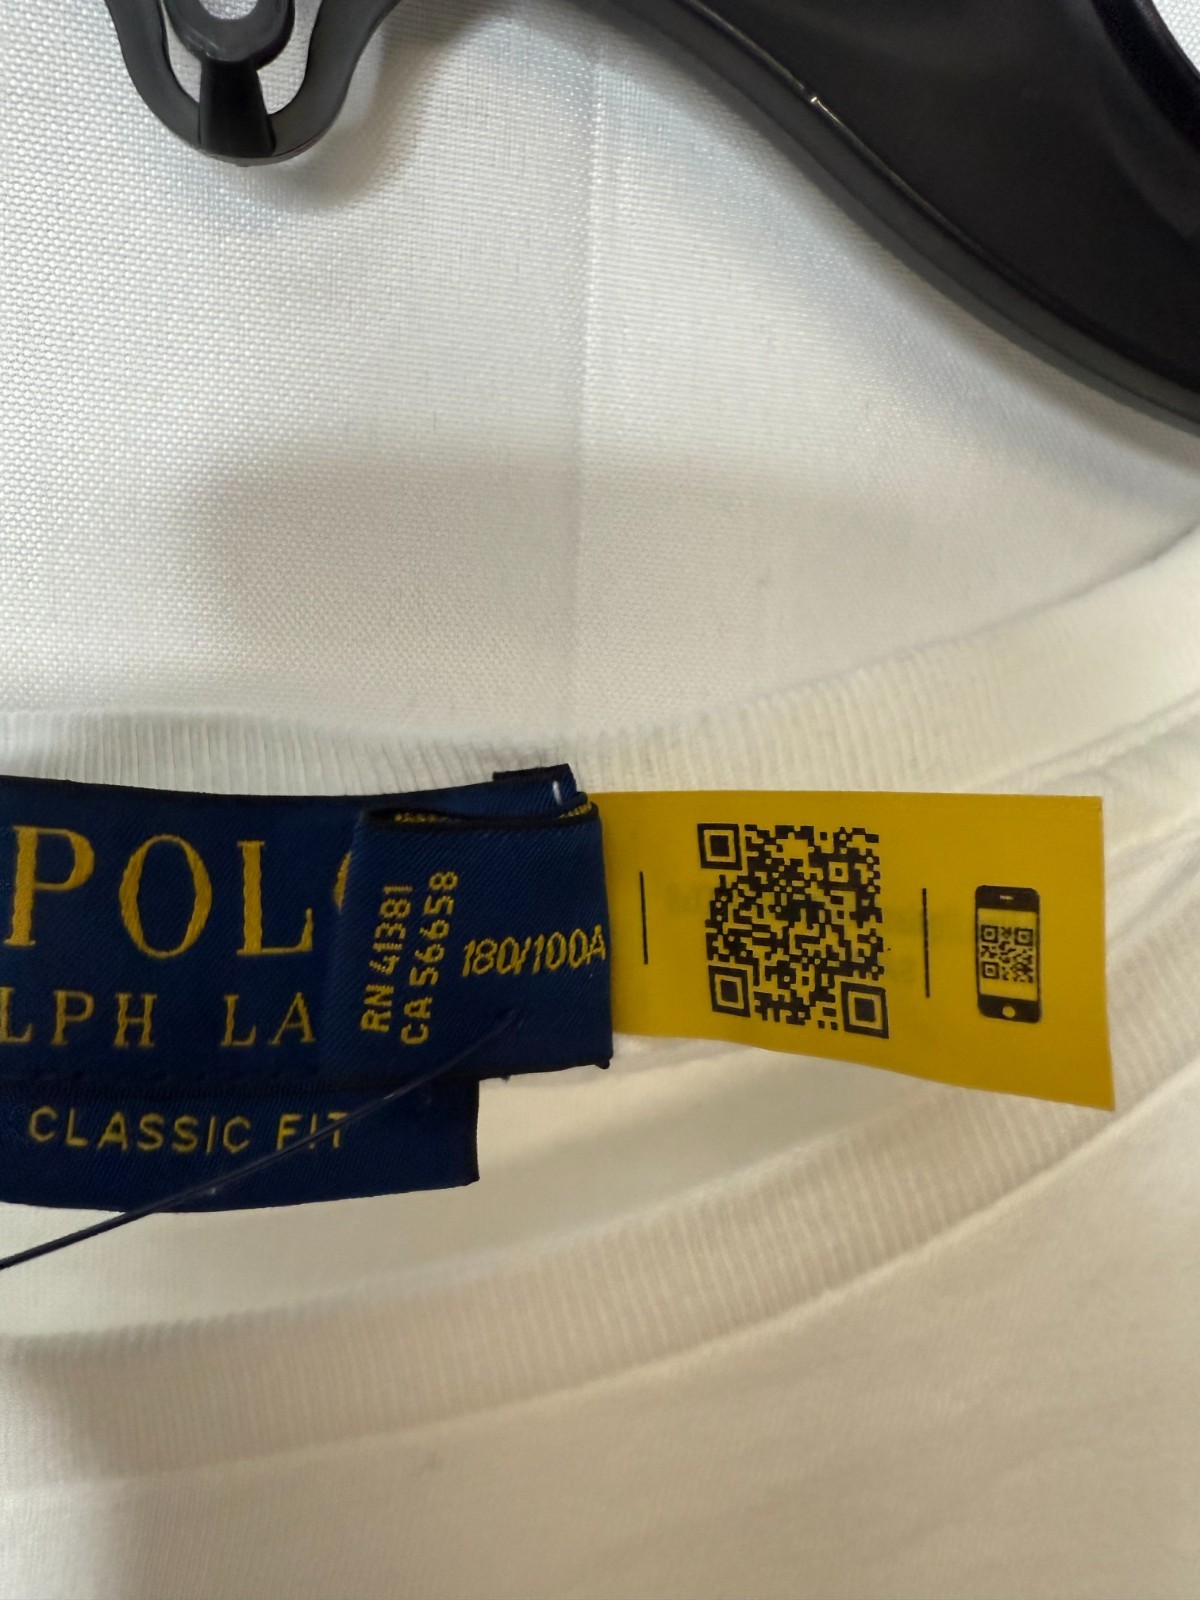 POL
LPH LA
CLASSIC FIT
RN 41381
CA 56658
180/100A